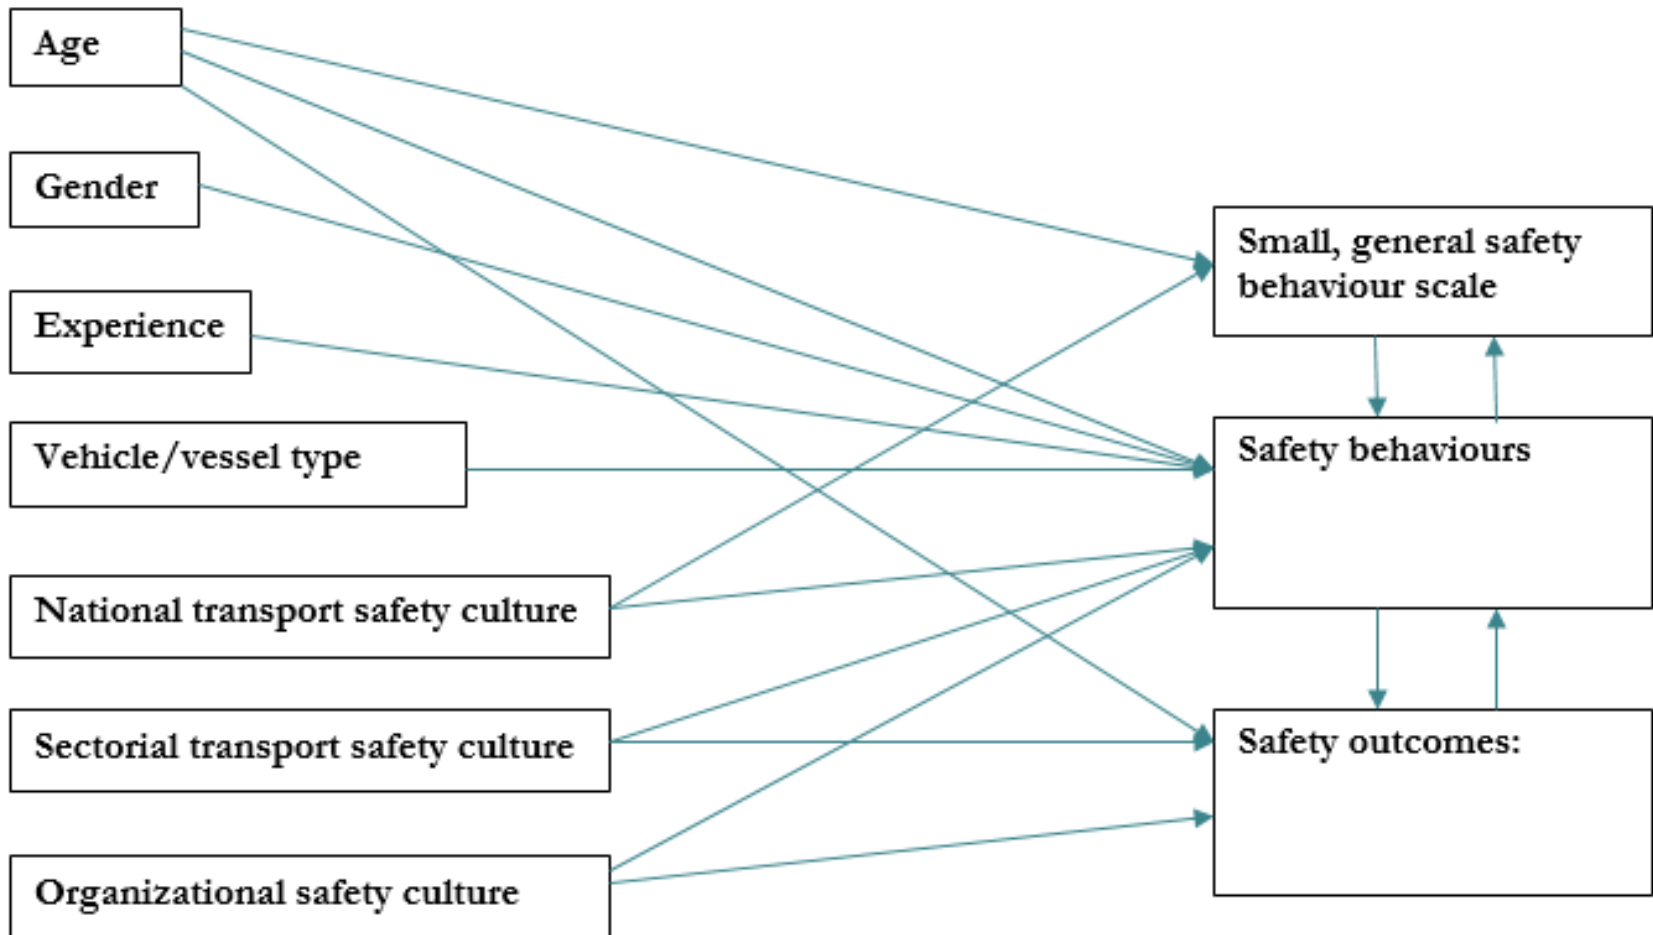 Age
Gender
Experience
Vehicle/vessel type
National transport safety culture
Sectorial transport safety culture
Organizational safety culture
Small, general safety
behaviour scale
Safety behaviours
Safety outcomes: